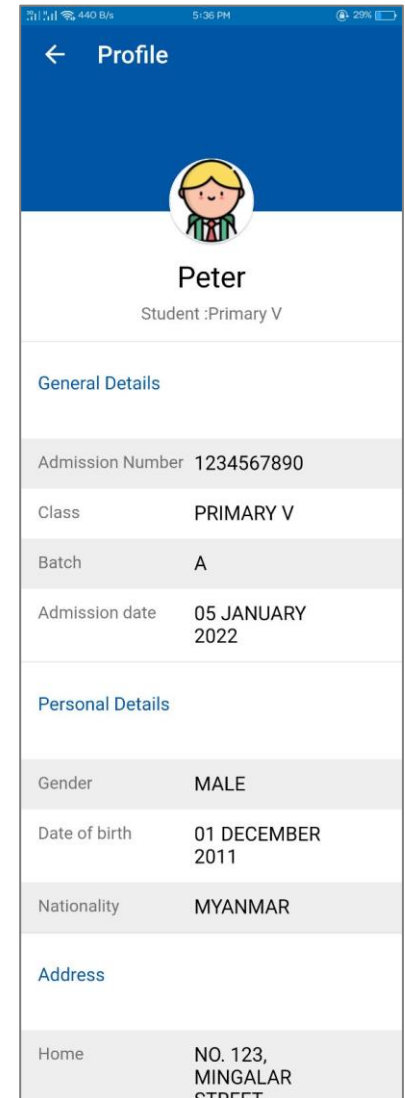 440 B/s 5:36 PM 29%
Profile
Peter
Student :Primary V
General Details
Admission Number 1234567890
Class PRIMARY V
Batch A
Admission date 05 JANUARY
2022
Personal Details
Gender MALE
Date of birth 01 DECEMBER
2011
Nationality MYANMAR
Address
Home NO. 123,
MINGALAR
STREET